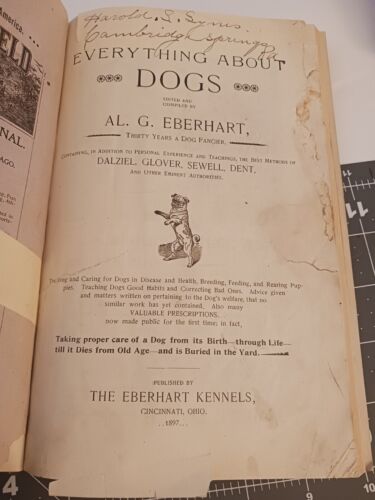 America.
FIELD.
NAL.
AGO.
Harold. S. Synis.
Cambridge Springs Pa
EVERYTHING ABOUT
DOGS
EDITED AND
COMPILED BY
AL. G. EBERHART,
THIRTY YEARS A DOG FANCIER.
CONTAINING, IN ADDITION TO PERSONAL EXPERIENCE AND TEACHINGS, THE BEST METHODS OF
DALZIEL, GLOVER, SEWELL, DENT,
AND OTHER EMINENT AUTHORITIES.
and Caring for Dogs in Disease and Health, Breeding, Feeding, and Rearing Pup-
pies. Teaching Dogs Good Habits and Correcting Bad Ones. Advice given
and matters written on pertaining to the Dog's welfare, that no
similar work has yet contained. Also many
VALUABLE PRESCRIPTIONS,
now made public for the first time; in fact,
Taking proper care of a Dog from its Birth—through Life—
till it Dies from Old Age—and is Buried in the Yard.
PUBLISHED BY
THE EBERHART KENNELS,
CINCINNATI, OHIO.
..1897...
11
4
10